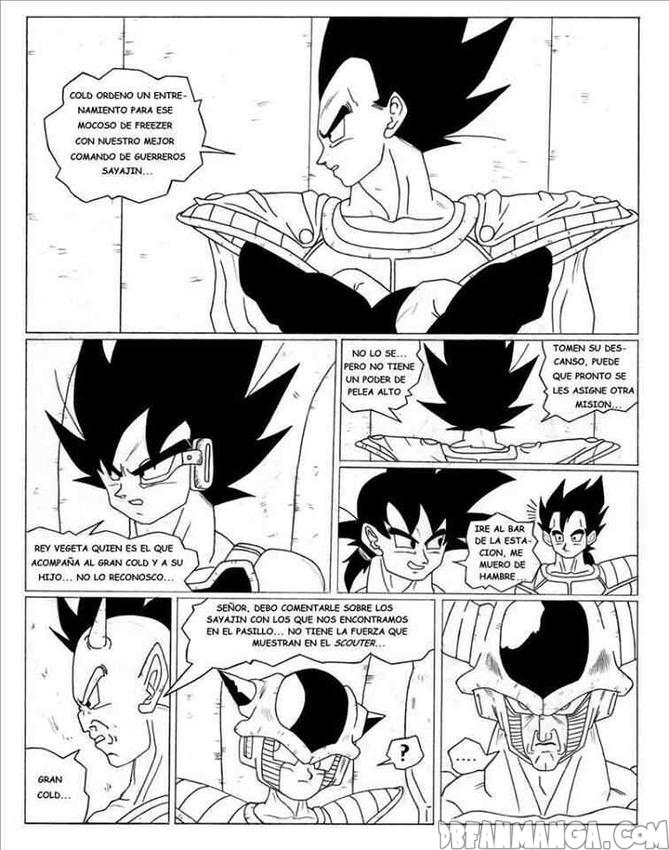 COLD ORDENO UN ENTRE-
NAMIENTO PARA ESE
MOCOSO DE FREEZER
CON NUESTRO MEJOR
COMANDO DE GUERREROS
SAYAJIN...
REY VEGETA QUIEN ES EL QUE
ACOMPAÑA AL GRAN COLD Y A SU
HIJO... NO LO RECONOSCO...
NO LO SE...
PERO NO TIENE
UN PODER DE
PELEA ALTO
TOMEN SU DES-
CANSO, PUEDE
QUE PRONTO SE
LES ASIGNE OTRA
MISION...
IRE AL BAR
DE LA ESTA-
CION, ME
MUERO DE
HAMBRE...
GRAN
COLD...
SEÑOR, DEBO COMENTARLE SOBRE LOS
SAYAJIN CON LOS QUE NOS ENCONTRAMOS
EN EL PASILLO... NO TIENE LA FUERZA QUE
MUESTRAN EN EL SCOUTER...
?
....
DBFANMANGA.COM